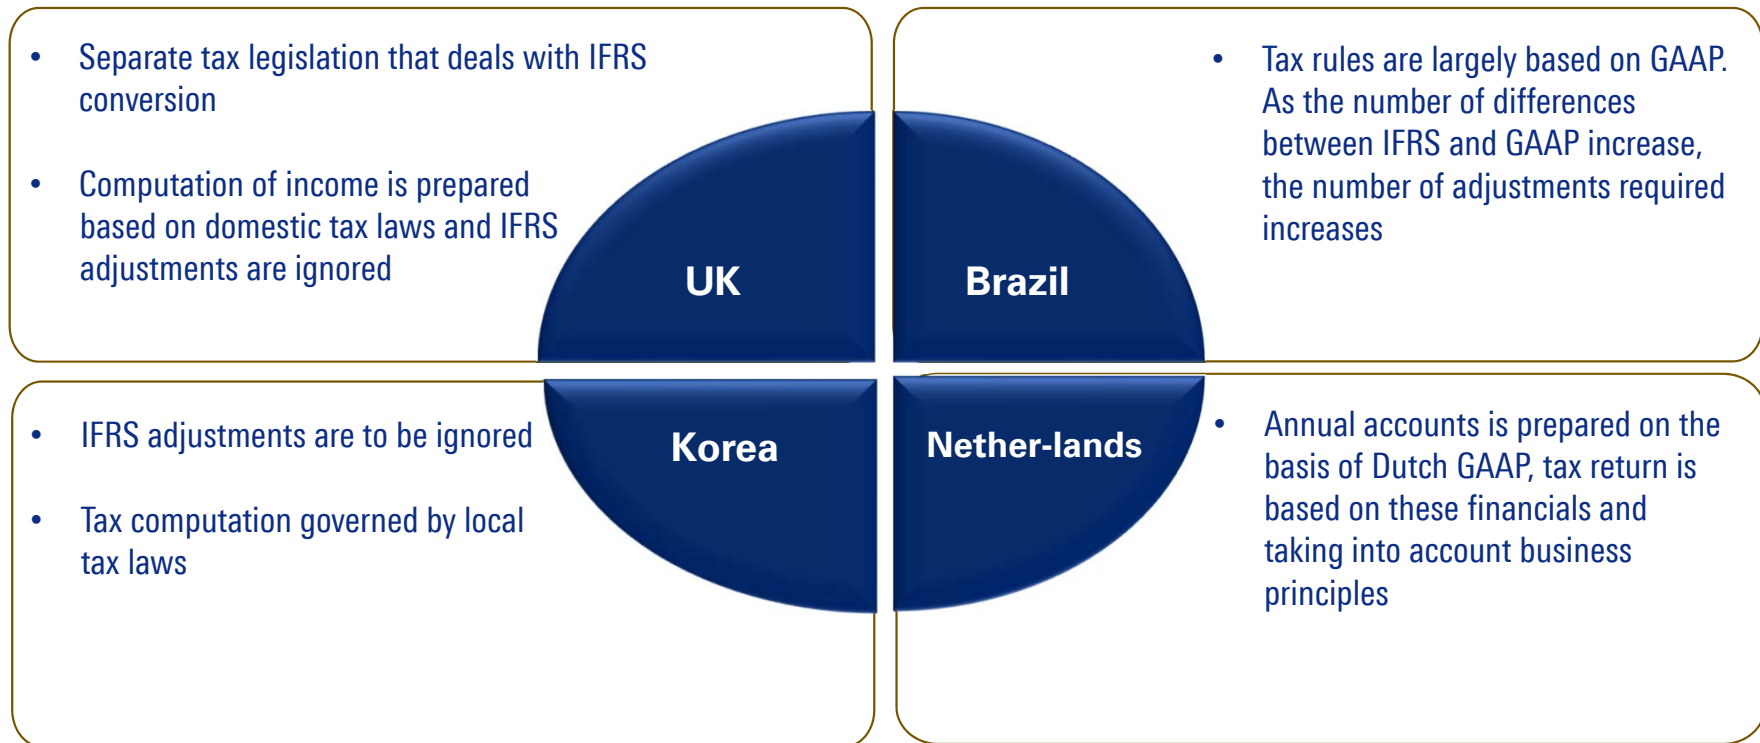 • Separate tax legislation that deals with IFRS
conversion
• Computation of income is prepared
based on domestic tax laws and IFRS
adjustments are ignored
UK
• Tax rules are largely based on GAAP.
As the number of differences
between IFRS and GAAP increase,
the number of adjustments required
increases
Brazil
• IFRS adjustments are to be ignored
• Tax computation governed by local
tax laws
Korea
Nether-lands
• Annual accounts is prepared on the
basis of Dutch GAAP, tax return is
based on these financials and
taking into account business
principles